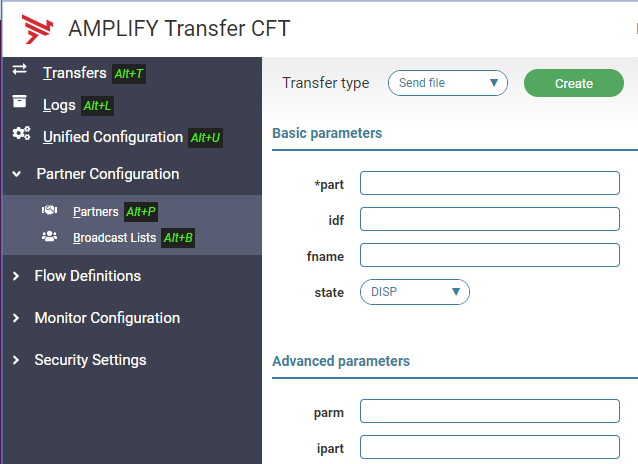 AMPLIFY Transfer CFT
Transfers Alt+T
Logs Alt+L
Unified Configuration Alt+U
Partner Configuration
Partners Alt+P
Broadcast Lists Alt+B
Flow Definitions
Monitor Configuration
Security Settings
Transfer type Send file Create
Basic parameters
*part
idf
fname
state DISP
Advanced parameters
parm
ipart